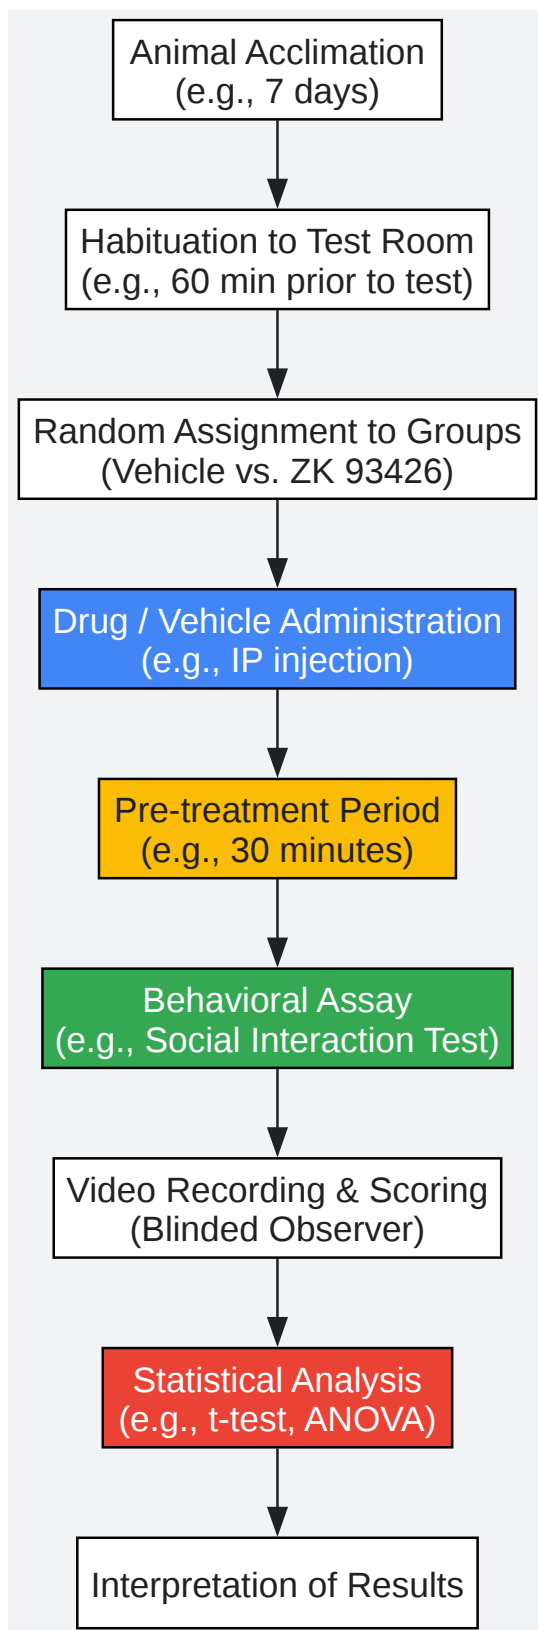 Animal Acclimation
(e.g., 7 days)
Habituation to Test Room
(e.g., 60 min prior to test)
Random Assignment to Groups
(Vehicle vs. ZK 93426)
Drug / Vehicle Administration
(e.g., IP injection)
Pre-treatment Period
(e.g., 30 minutes)
Behavioral Assay
(e.g., Social Interaction Test)
Video Recording & Scoring
(Blinded Observer)
Statistical Analysis
(e.g., t-test, ANOVA)
Interpretation of Results